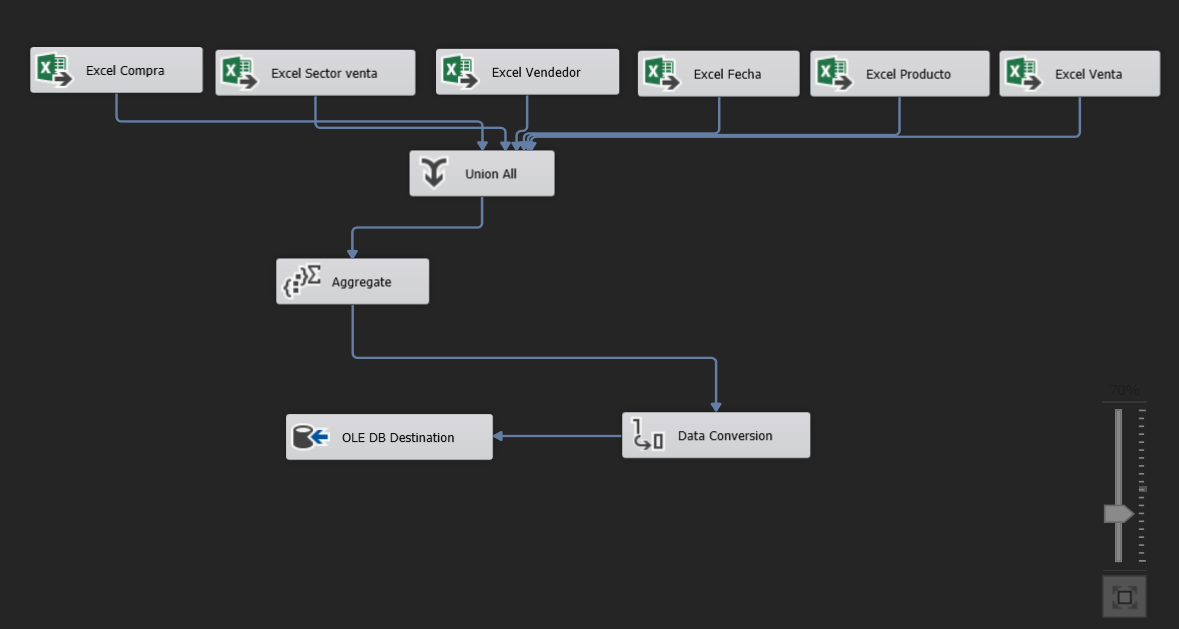 Excel Compra
Excel Sector venta
Excel Vendedor
Excel Fecha
Excel Producto
Excel Venta
Union All
Aggregate
70%
OLE DB Destination
Data Conversion